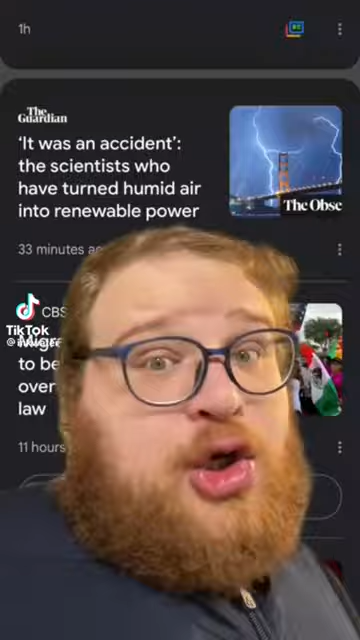 1h
The
Guardian
‘It was an accident’:
the scientists who
have turned humid air
into renewable power
The Obse
33 minutes
CBS
TikTok
to be
over
law
11 hours